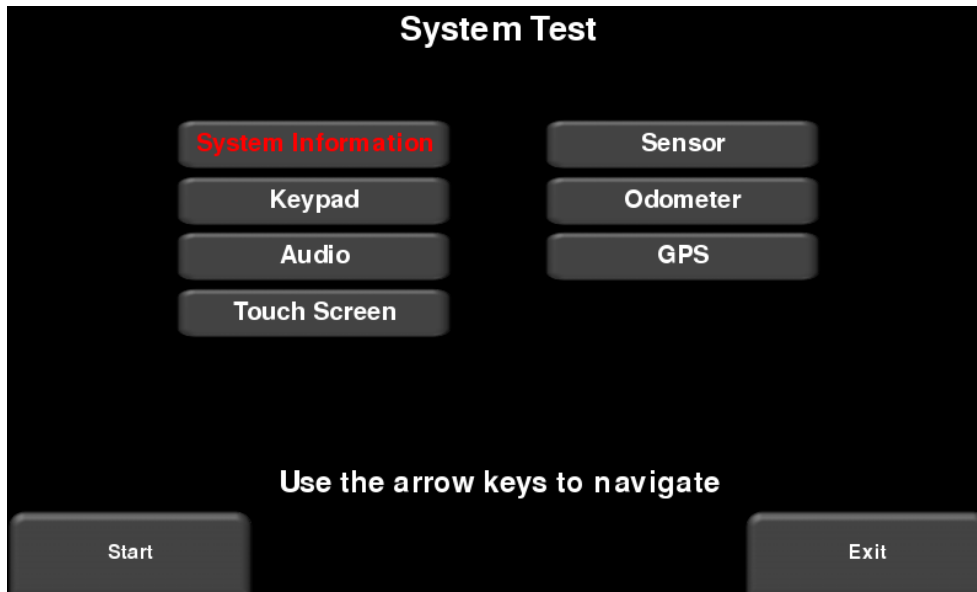 System Test
System Information
Sensor
Keypad
Odometer
Audio
GPS
Touch Screen
Use the arrow keys to navigate
Start
Exit